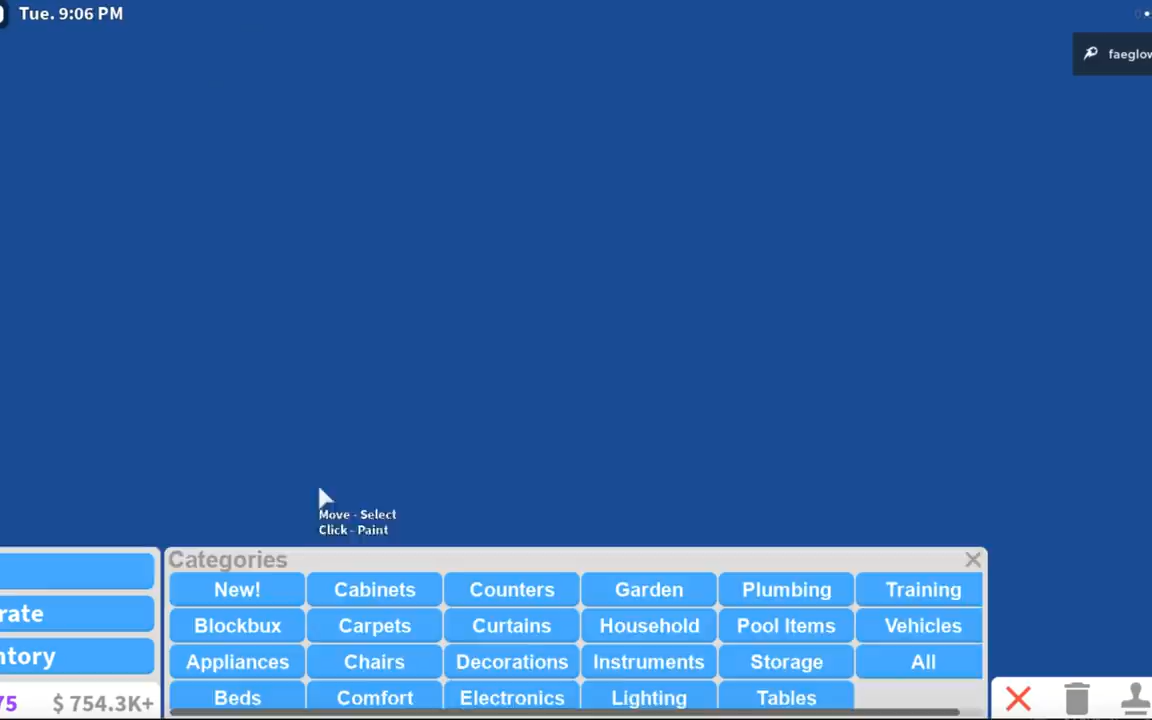 Tue. 9:06 PM
faeglow
Move - Select
Click - Paint
Categories
New! Cabinets Counters Garden Plumbing Training
Blockbux Carpets Curtains Household Pool Items Vehicles
rate
Appliances Chairs Decorations Instruments Storage All
ntory
Beds Comfort Electronics Lighting Tables
75 $ 754.3K+